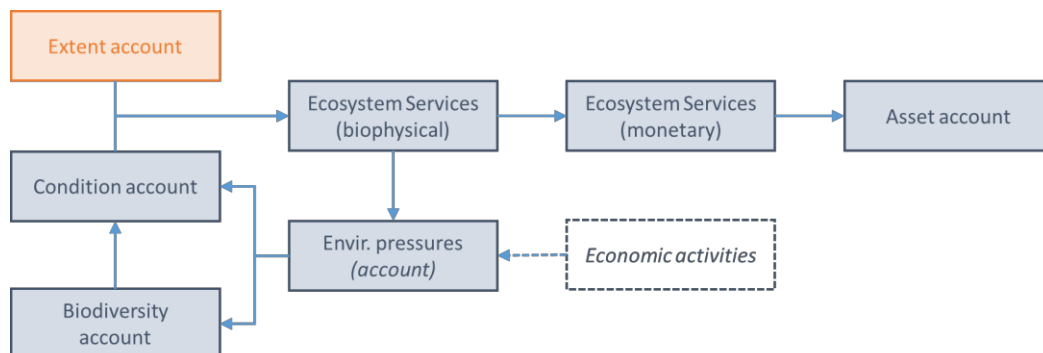 Extent account
Ecosystem Services
(biophysical)
Ecosystem Services
(monetary)
Asset account
Condition account
Envir. pressures
(account)
Economic activities
Biodiversity
account